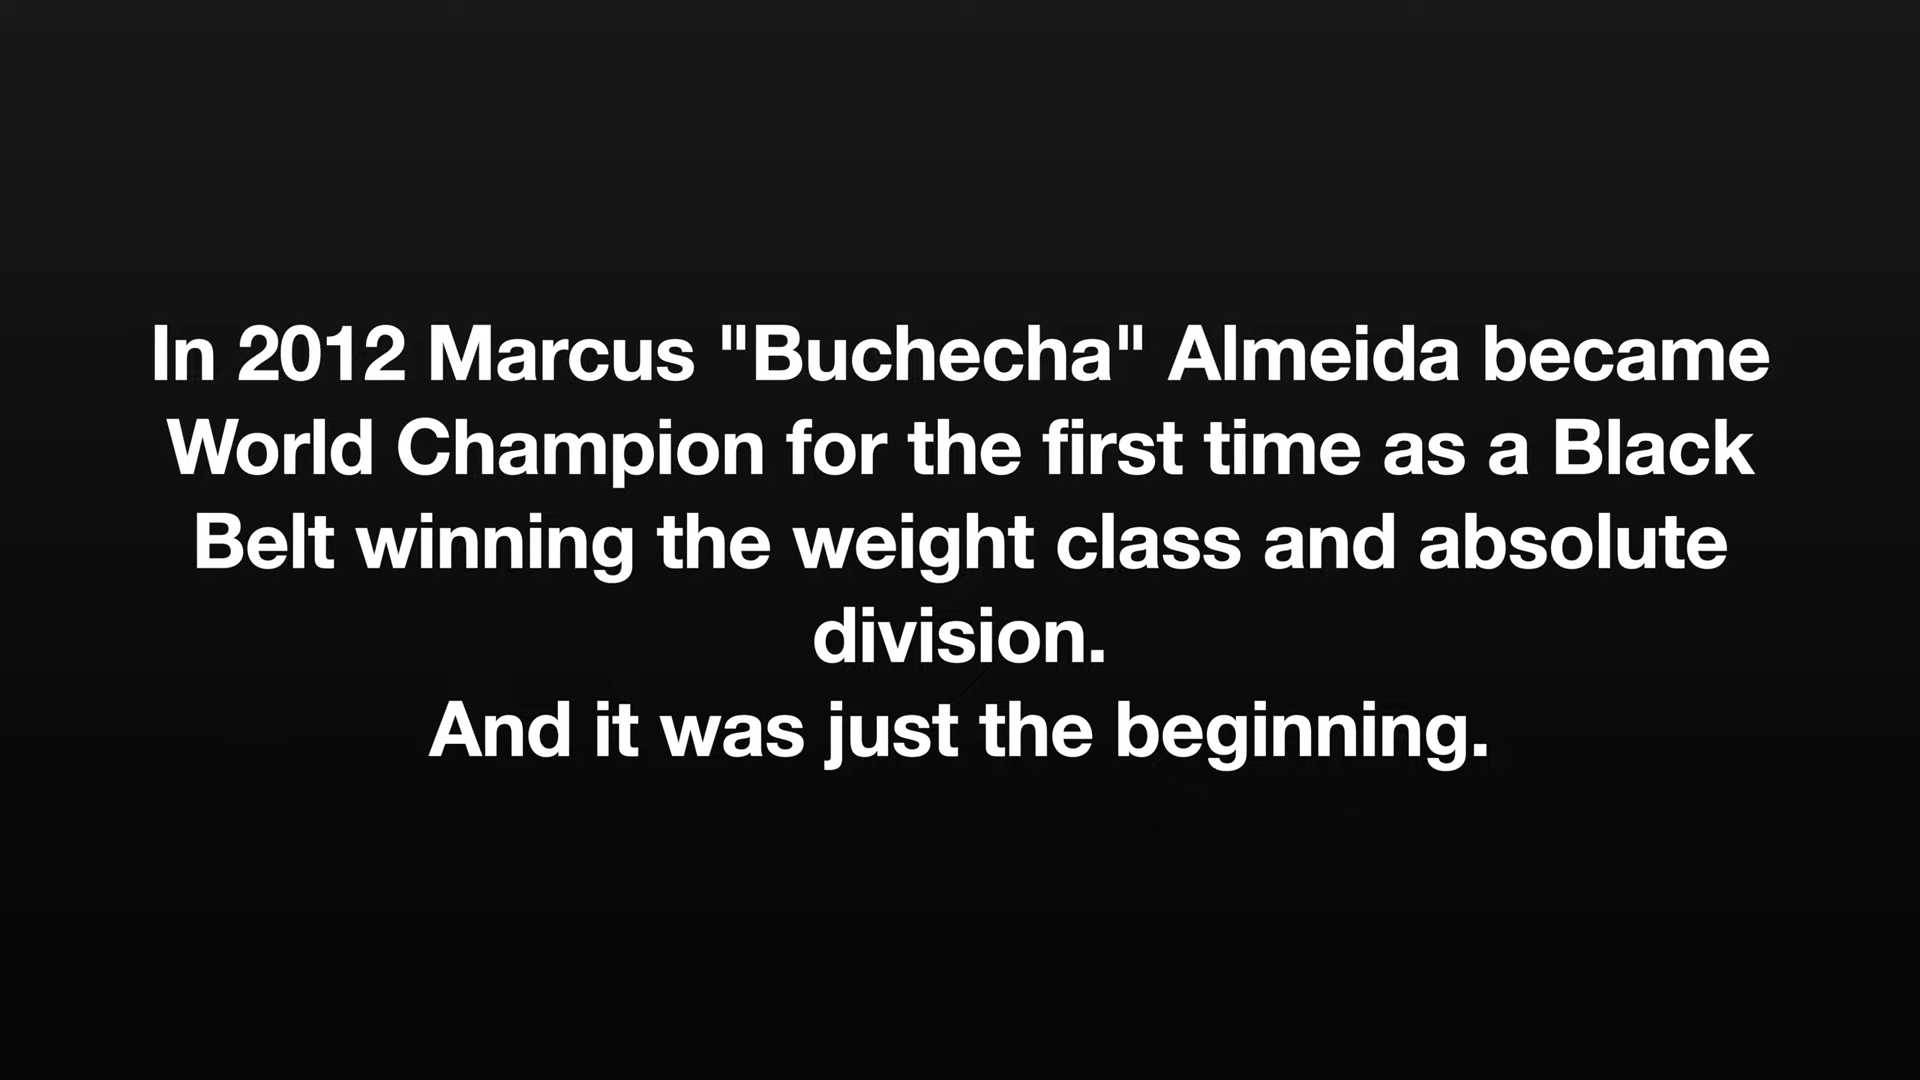 In 2012 Marcus "Buchecha" Almeida became
World Champion for the first time as a Black
Belt winning the weight class and absolute
division.
And it was just the beginning.